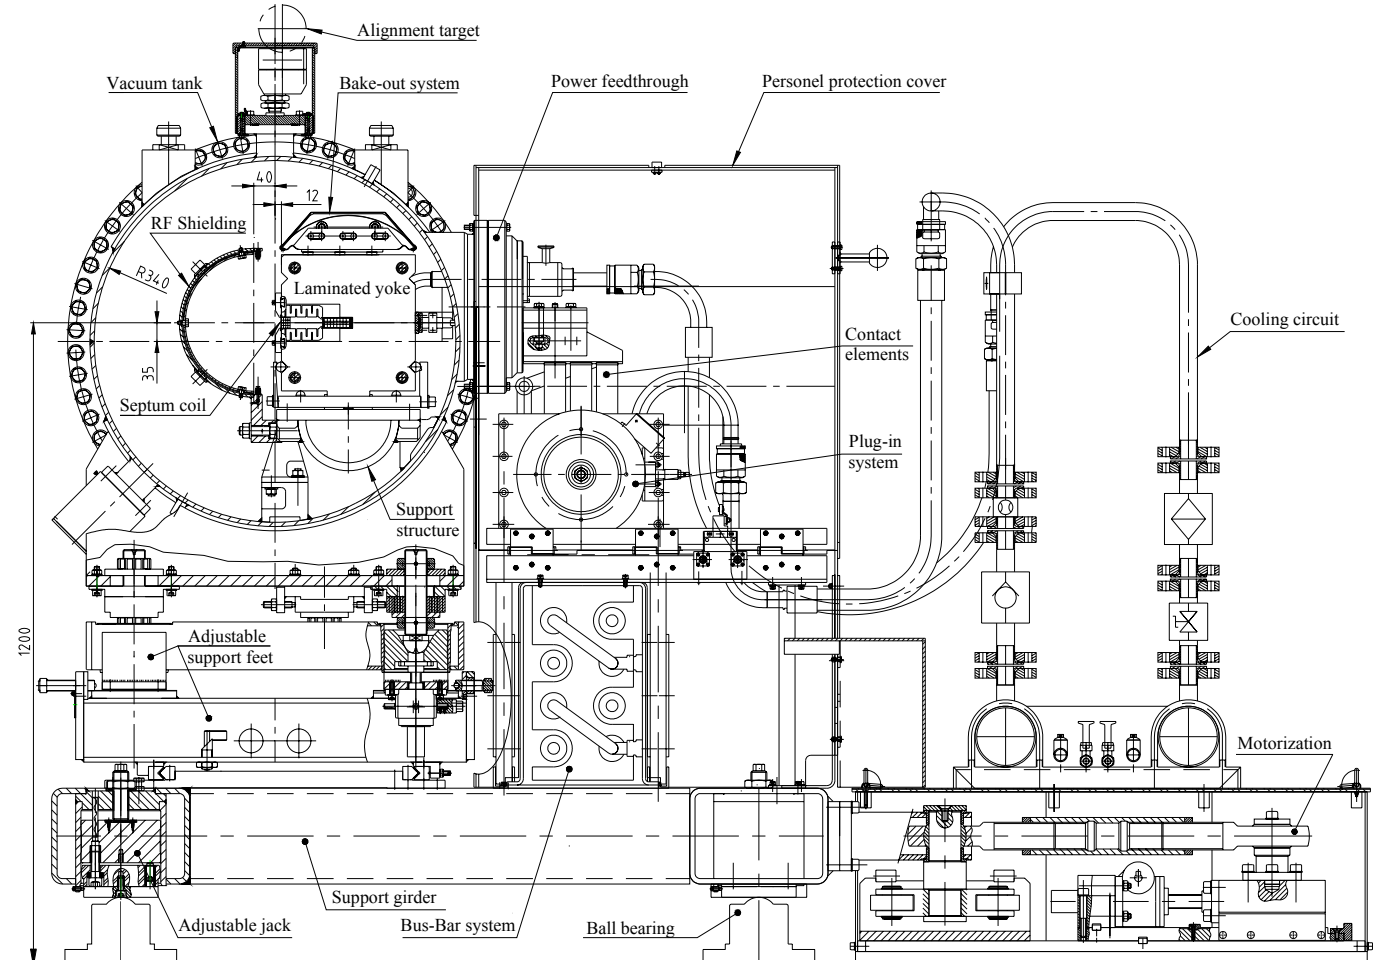 Alignment target
Vacuum tank
Bake-out system
Power feedthrough
Personel protection cover
40
12
RF Shielding
R340
Laminated yoke
Contact
elements
Cooling circuit
35
Septum coil
Plug-in
system
Support
structure
1200
Adjustable
support feet
Motorization
Support girder
Adjustable jack
Bus-Bar system
Ball bearing